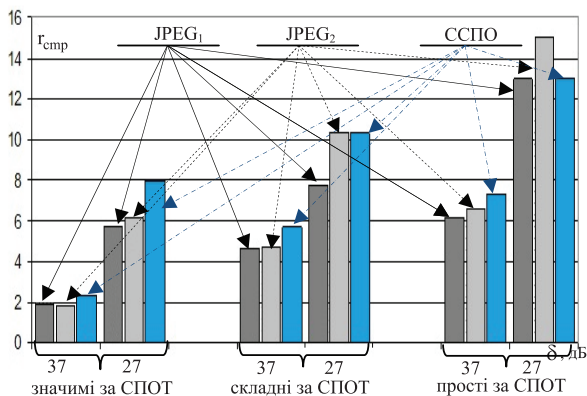 16
r_cmp
JPEG₁
JPEG₂
ССПО
14
12
10
8
6
4
2
0
37 27
37 27
37 27
δ, дБ
значимі за СПОТ
складні за СПОТ
прості за СПОТ